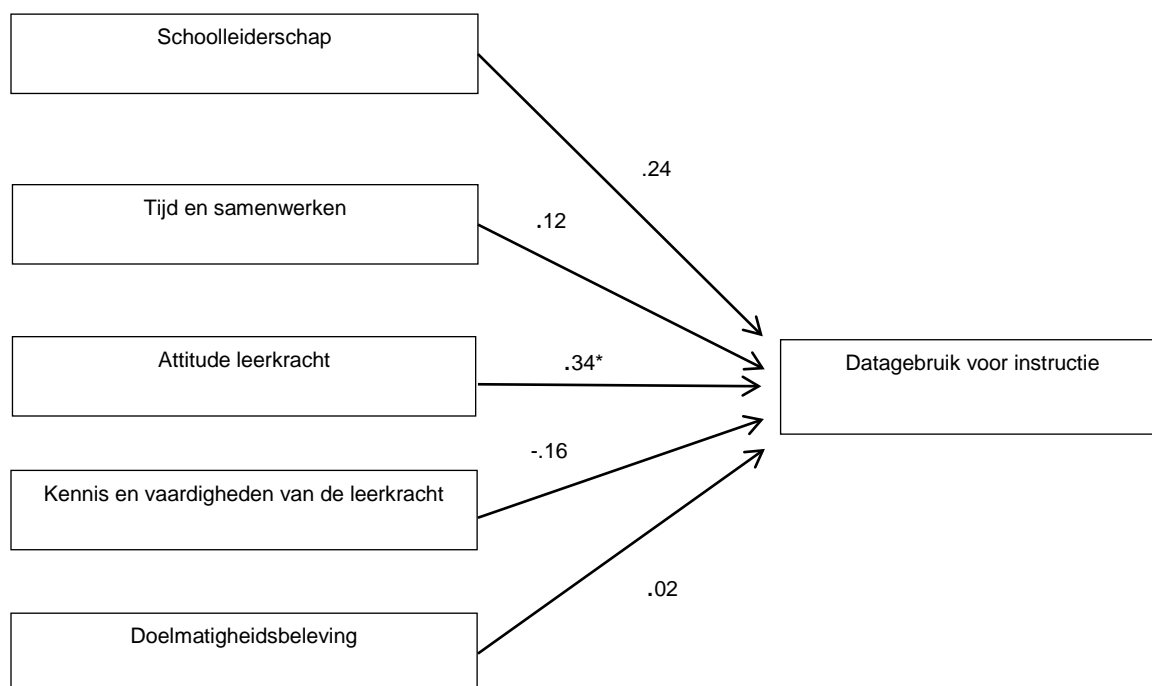 Schoolleiderschap
.24
Tijd en samenwerken
.12
Attitude leerkracht
.34*
Datagebruik voor instructie
-.16
Kennis en vaardigheden van de leerkracht
.02
Doelmatigheidsbeleving